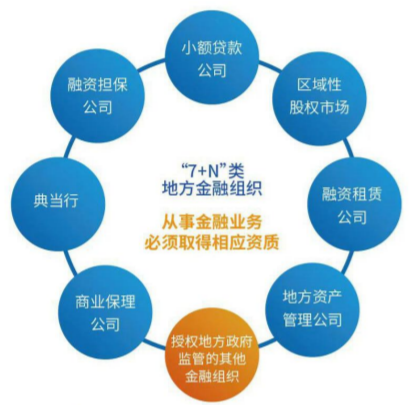 小额贷款
公司
区域性
股权市场
融资租赁
公司
地方资产
管理公司
授权地方政府
监管的其他
金融组织
商业保理
公司
典当行
融资担保
公司
“7+N”类
地方金融组织
从事金融业务
必须取得相应资质